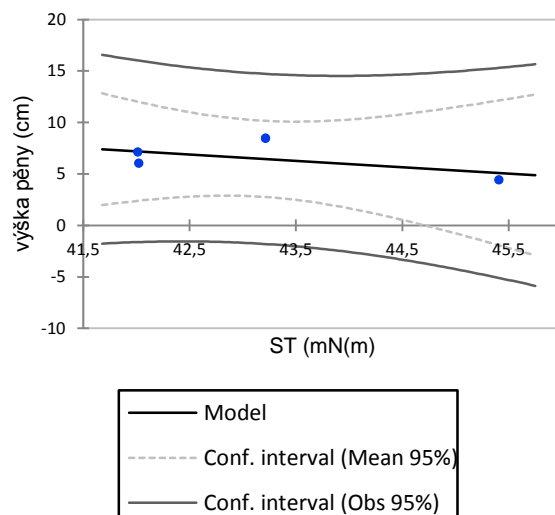 20
15
10
5
0
-5
-10
41,5 42,5 43,5 44,5 45,5
výška pěny (cm)
ST (mN(m)
Model
Conf. interval (Mean 95%)
Conf. interval (Obs 95%)